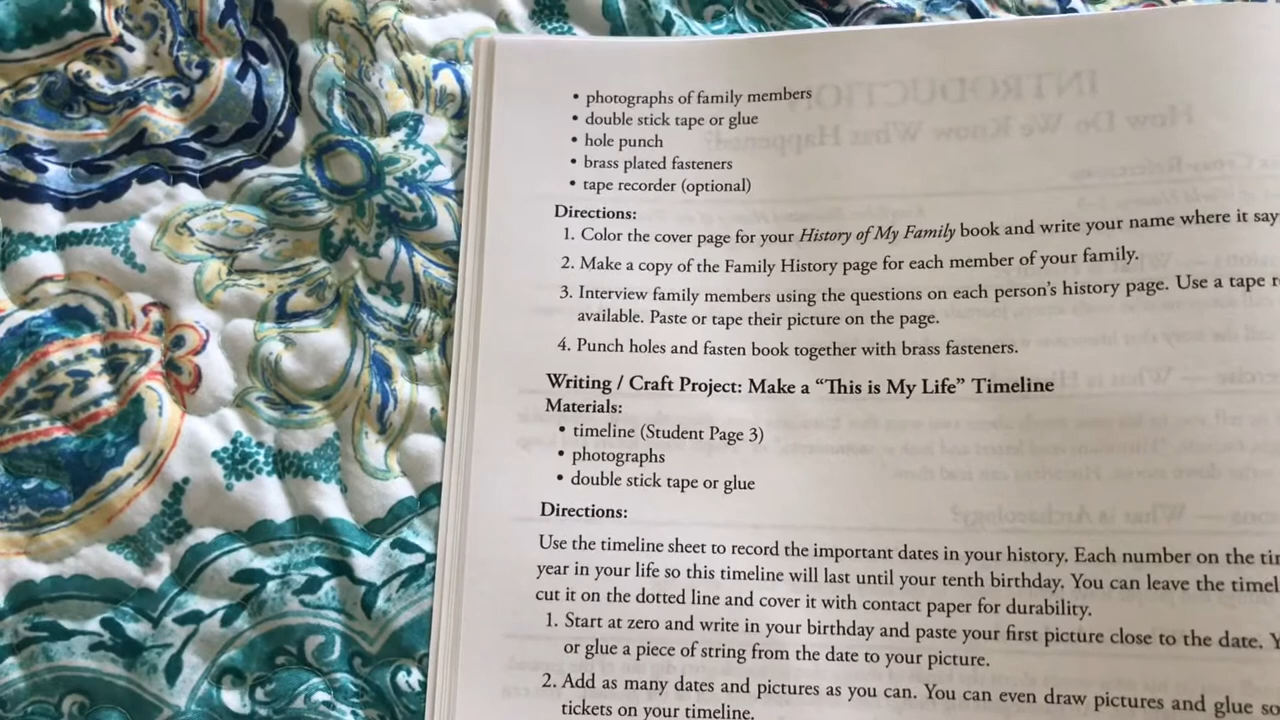 • photographs of family members
• double stick tape or glue
• hole punch
• brass plated fasteners
• tape recorder (optional)
Directions:
1. Color the cover page for your History of My Family book and write your name where it say
2. Make a copy of the Family History page for each member of your family.
3. Interview family members using the questions on each person's history page. Use a tape r
available. Paste or tape their picture on the page.
4. Punch holes and fasten book together with brass fasteners.
Writing / Craft Project: Make a “This is My Life” Timeline
Materials:
• timeline (Student Page 3)
• photographs
• double stick tape or glue
Directions:
Use the timeline sheet to record the important dates in your history. Each number on the tim
year in your life so this timeline will last until your tenth birthday. You can leave the timel
cut it on the dotted line and cover it with contact paper for durability.
1. Start at zero and write in your birthday and paste your first picture close to the date. Y
or glue a piece of string from the date to your picture.
2. Add as many dates and pictures as you can. You can even draw pictures and glue so
tickets on your timeline.